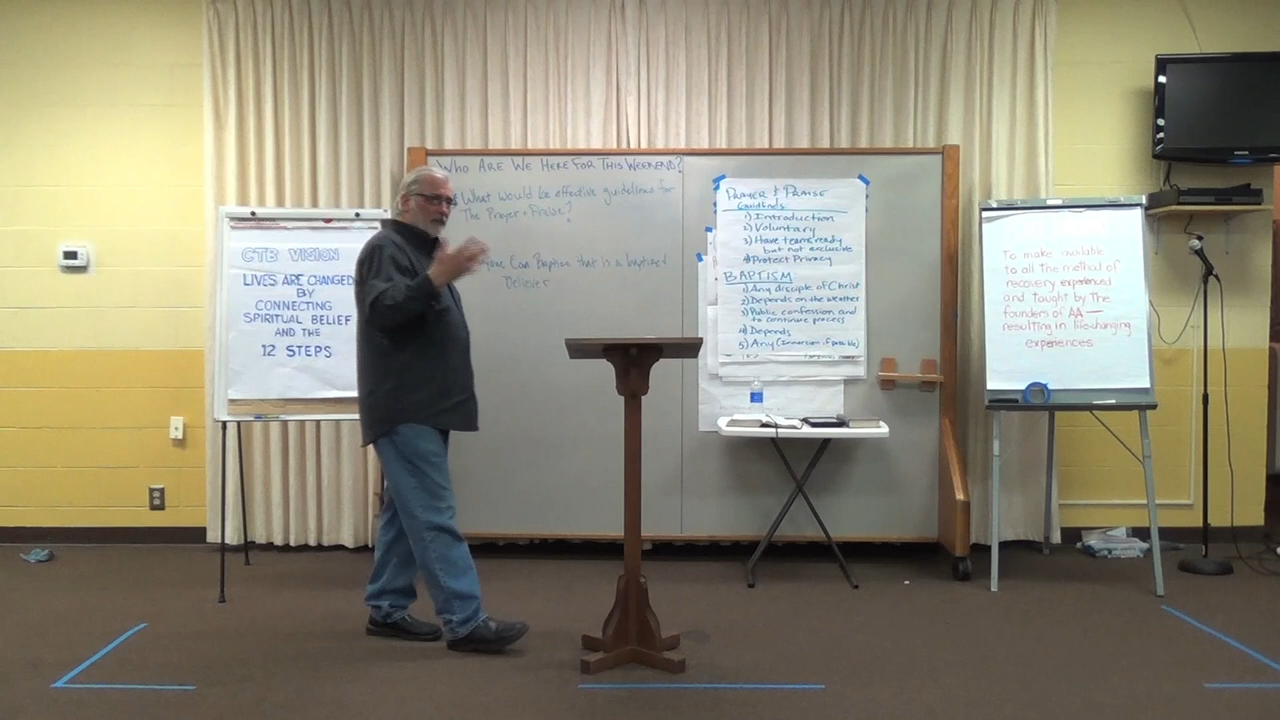 CTB VISION
LIVES ARE CHANGED
BY
CONNECTING
SPIRITUAL BELIEF
AND THE
12 STEPS
WHO ARE WE HERE FOR THIS WEEKEND?
What would be effective guidelines for
The Prayer + Praise?
Can Baptise that is a baptized
Believer
PRAYER & PRAISE
Guidelines
1) Introduction
2) Voluntary
3) Have teams ready
but not exclusive
4) Protect Privacy
BAPTISM
1) Any disciple of Christ
2) Depends on the weather
3) Public confession and
to continue process
4) Depends
5) Any (Immersion if possible)
To make available
to all the method of
recovery experienced
and taught by the
founders of AA—
resulting in life-changing
experiences